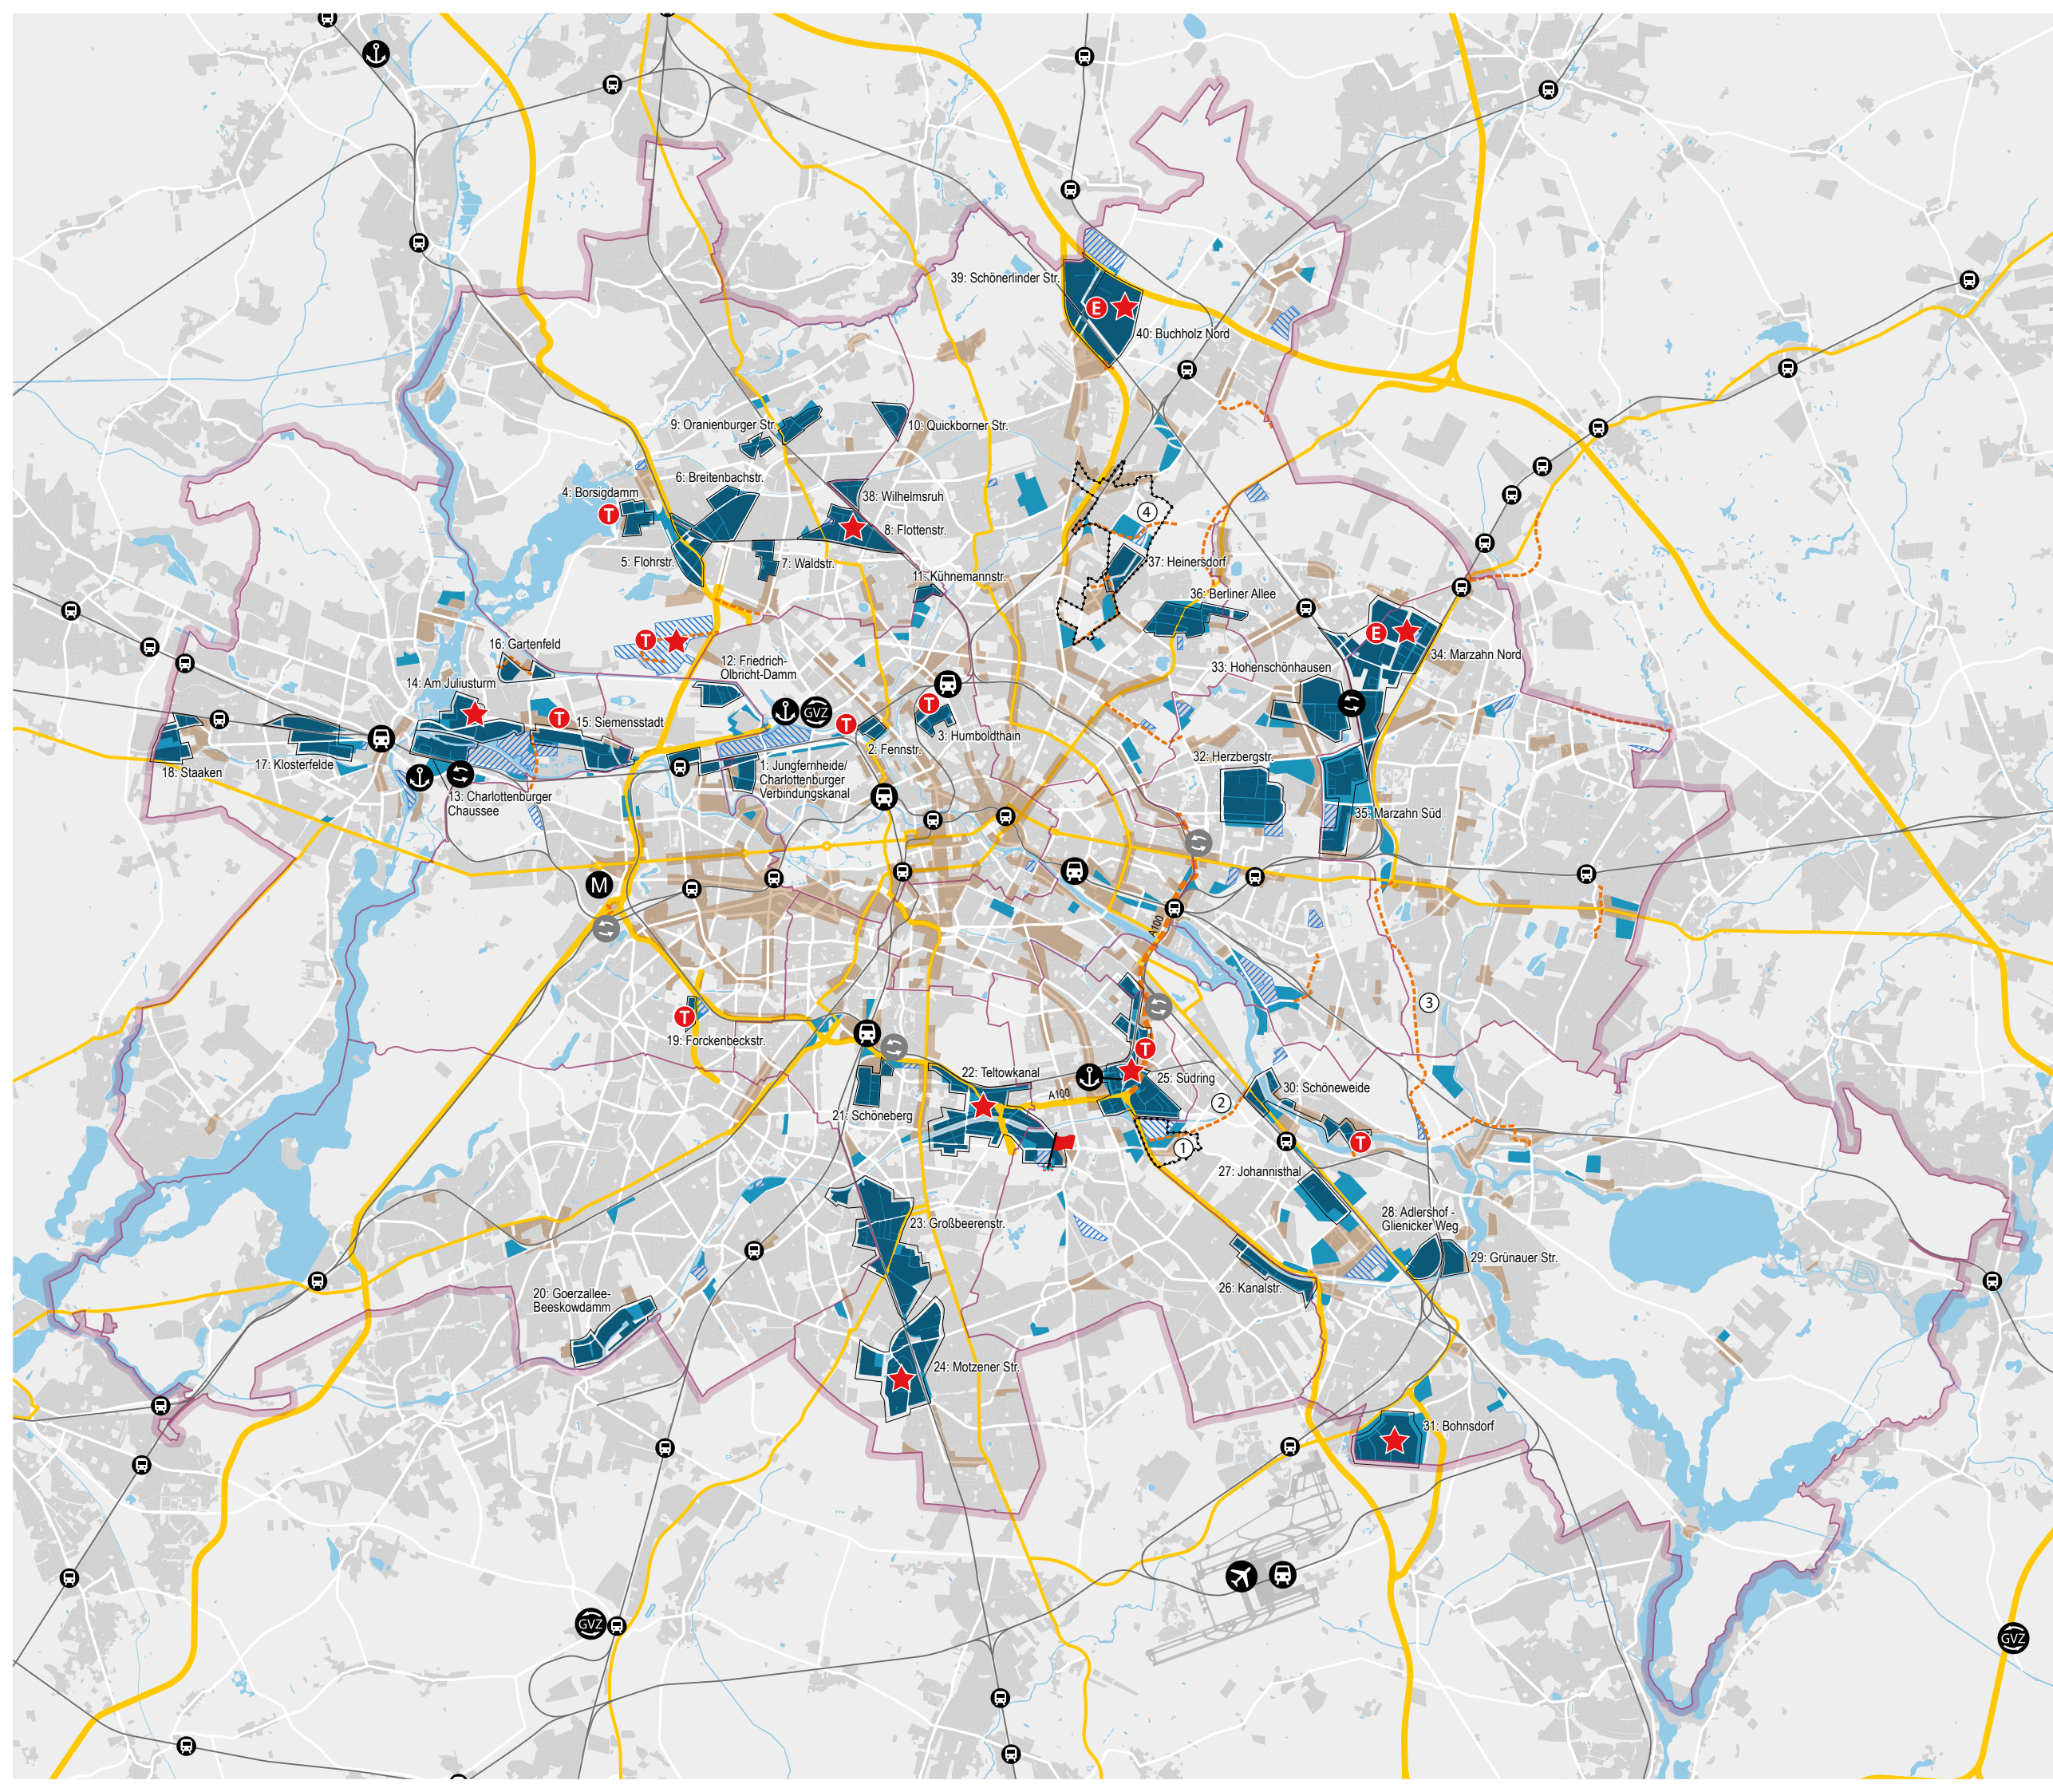 39: Schönerlinder Str.
E
40: Buchholz Nord
9: Oranienburger Str.
10: Quickborner Str.
6: Breitenbachstr.
4: Borsigdamm
T
38: Wilhelmsruh
8: Flottenstr.
4
5: Flohrstr.
7: Waldstr.
37: Heinersdorf
11: Kühnemannstr.
36: Berliner Allee
T
E
16: Gartenfeld
34: Marzahn Nord
12: Friedrich-
Olbricht-Damm
33: Hohenschönhausen
14: Am Juliusturm
T
15: Siemensstadt
GVZ
T
T
3: Humboldthain
2: Fennstr.
18: Staaken
17: Klosterfelde
1: Jungfernheide/
Charlottenburger
Verbindungskanal
32: Herzbergstr.
13: Charlottenburger
Chaussee
35: Marzahn Süd
M
A100
3
T
19: Forckenbeckstr.
T
22: Teltowkanal
25: Südring
30: Schöneweide
A100
2
21: Schöneberg
1
T
27: Johannisthal
28: Adlershof -
Glienicker Weg
23: Großbeerenstr.
29: Grünauer Str.
26: Kanalstr.
20: Goerzallee-
Beeskowdamm
24: Motzener Str.
31: Bohnsdorf
GVZ
GVZ